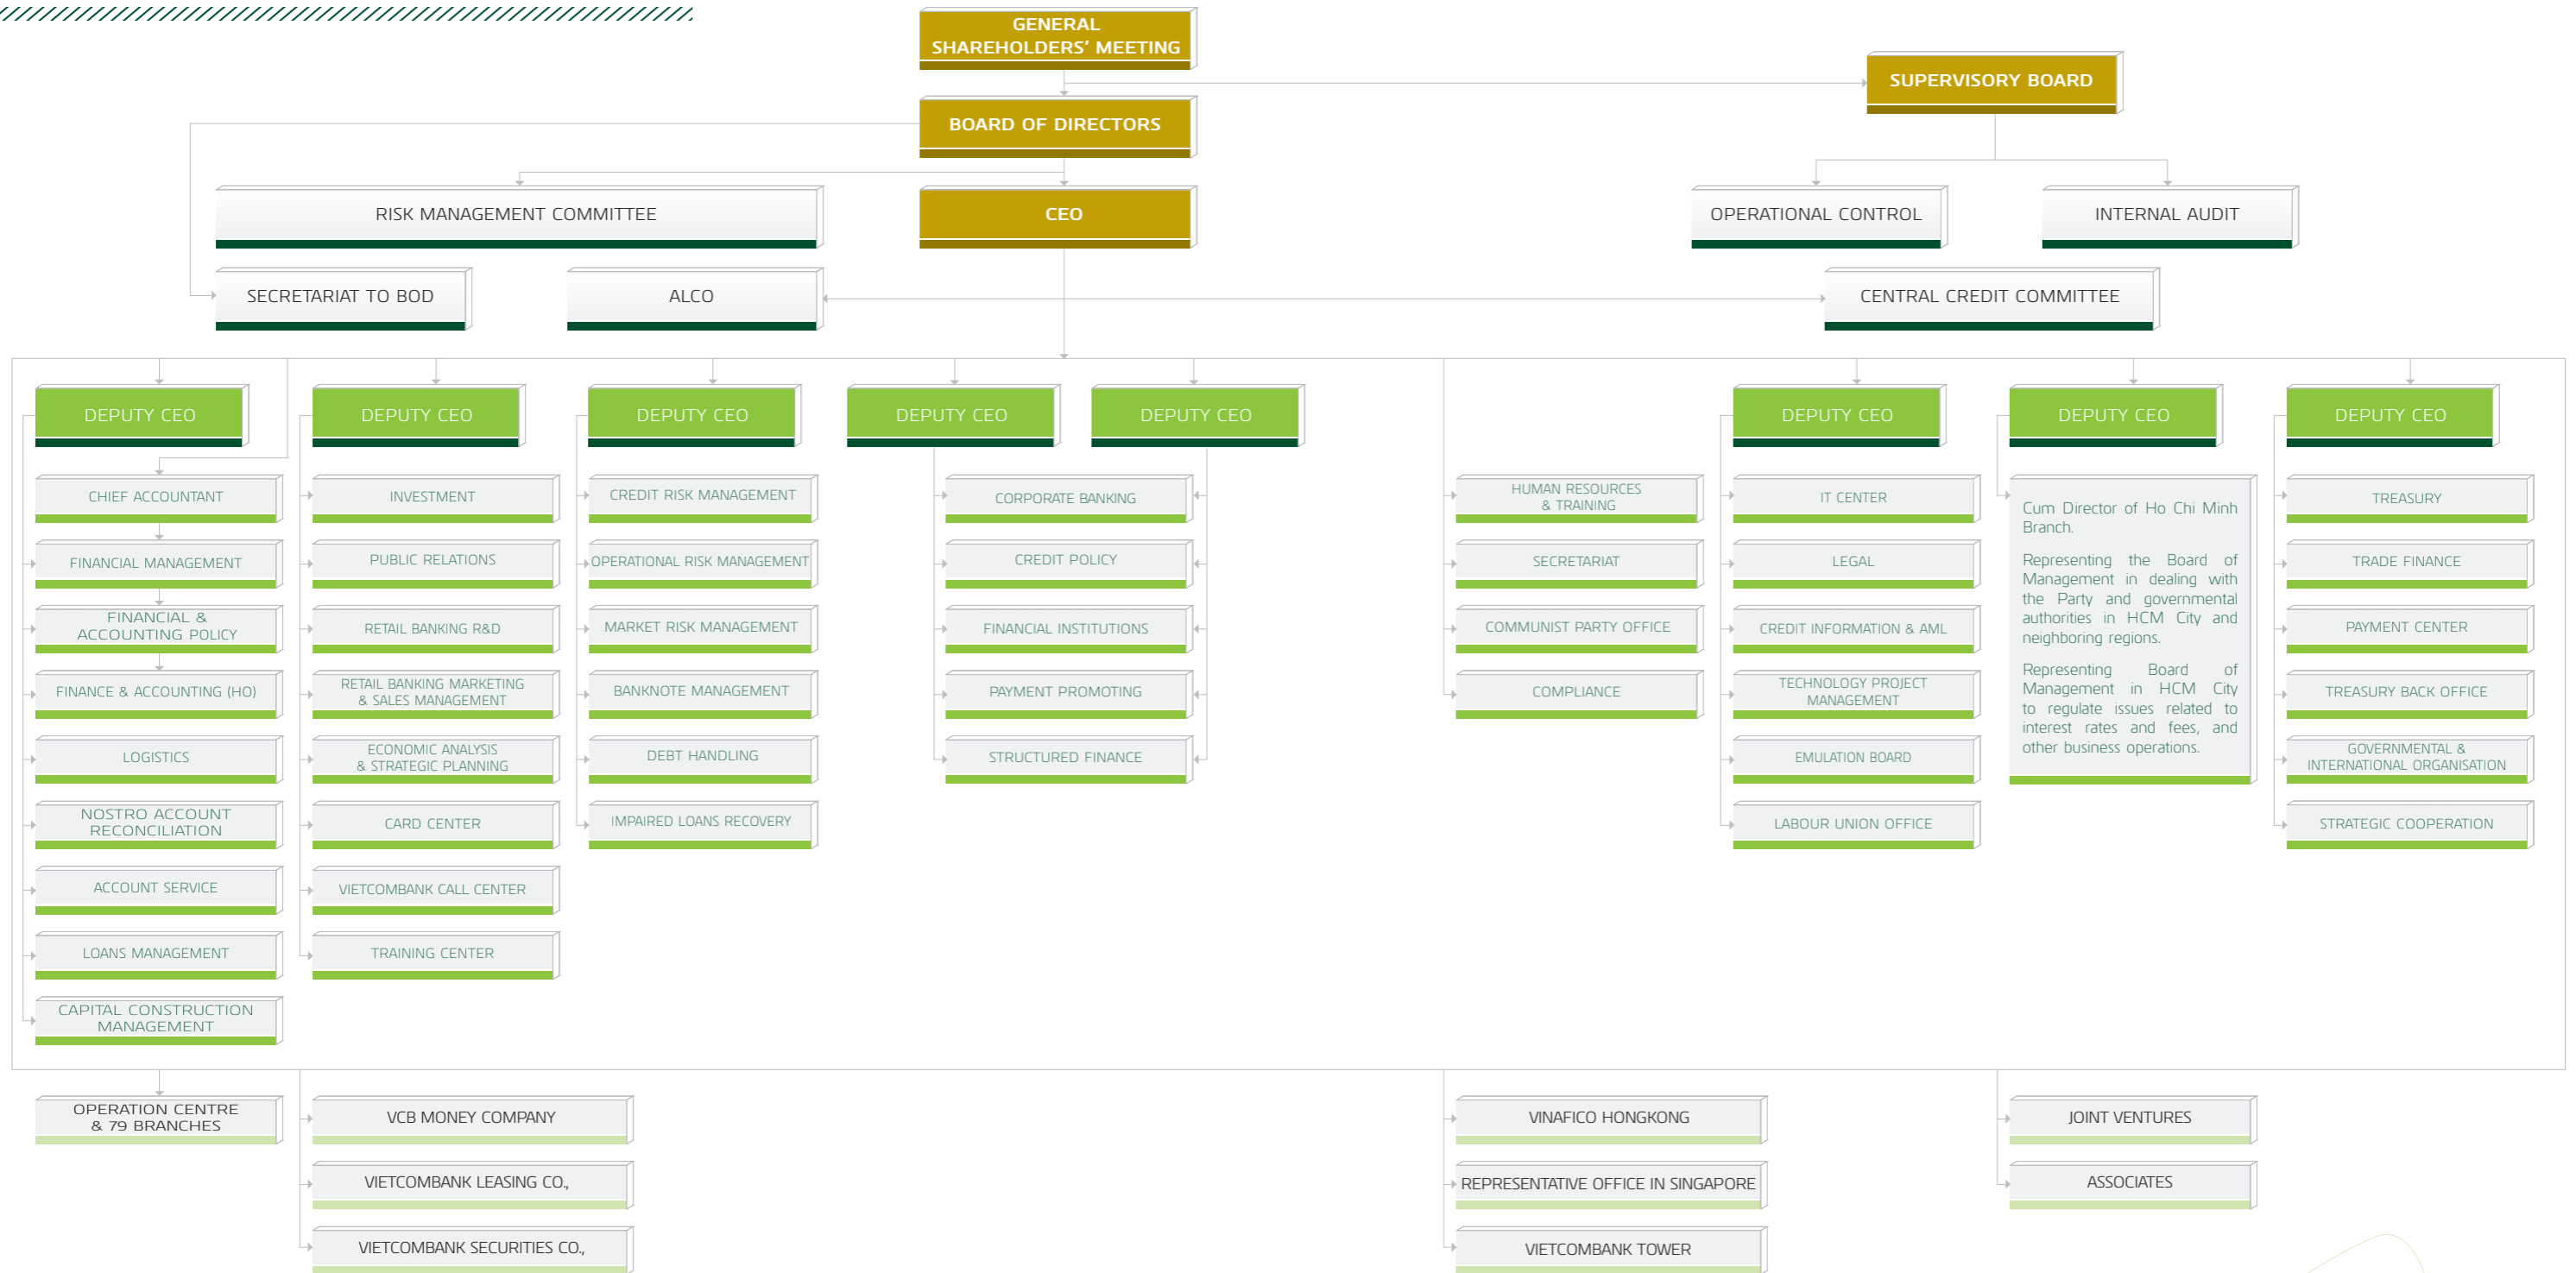 GENERAL
SHAREHOLDERS' MEETING
SUPERVISORY BOARD
BOARD OF DIRECTORS
RISK MANAGEMENT COMMITTEE
CEO
OPERATIONAL CONTROL
INTERNAL AUDIT
SECRETARIAT TO BOD
ALCO
CENTRAL CREDIT COMMITTEE
DEPUTY CEO
CHIEF ACCOUNTANT
FINANCIAL MANAGEMENT
FINANCIAL &
ACCOUNTING POLICY
FINANCE & ACCOUNTING (HO)
LOGISTICS
NOSTRO ACCOUNT
RECONCILIATION
ACCOUNT SERVICE
LOANS MANAGEMENT
CAPITAL CONSTRUCTION
MANAGEMENT
DEPUTY CEO
INVESTMENT
PUBLIC RELATIONS
RETAIL BANKING R&D
RETAIL BANKING MARKETING
& SALES MANAGEMENT
ECONOMIC ANALYSIS
& STRATEGIC PLANNING
CARD CENTER
VIETCOMBANK CALL CENTER
TRAINING CENTER
DEPUTY CEO
CREDIT RISK MANAGEMENT
OPERATIONAL RISK MANAGEMENT
MARKET RISK MANAGEMENT
BANKNOTE MANAGEMENT
DEBT HANDLING
IMPAIRED LOANS RECOVERY
DEPUTY CEO
DEPUTY CEO
CORPORATE BANKING
CREDIT POLICY
FINANCIAL INSTITUTIONS
PAYMENT PROMOTING
STRUCTURED FINANCE
HUMAN RESOURCES
& TRAINING
SECRETARIAT
COMMUNIST PARTY OFFICE
COMPLIANCE
DEPUTY CEO
IT CENTER
LEGAL
CREDIT INFORMATION & AML
TECHNOLOGY PROJECT
MANAGEMENT
EMULATION BOARD
LABOUR UNION OFFICE
DEPUTY CEO
Cum Director of Ho Chi Minh
Branch.
Representing the Board of
Management in dealing with
the Party and governmental
authorities in HCM City and
neighboring regions.
Representing Board of
Management in HCM City
to regulate issues related to
interest rates and fees, and
other business operations.
DEPUTY CEO
TREASURY
TRADE FINANCE
PAYMENT CENTER
TREASURY BACK OFFICE
GOVERNMENTAL &
INTERNATIONAL ORGANISATION
STRATEGIC COOPERATION
OPERATION CENTRE
& 79 BRANCHES
VCB MONEY COMPANY
VIETCOMBANK LEASING CO.,
VIETCOMBANK SECURITIES CO.,
VINAFICO HONGKONG
REPRESENTATIVE OFFICE IN SINGAPORE
VIETCOMBANK TOWER
JOINT VENTURES
ASSOCIATES